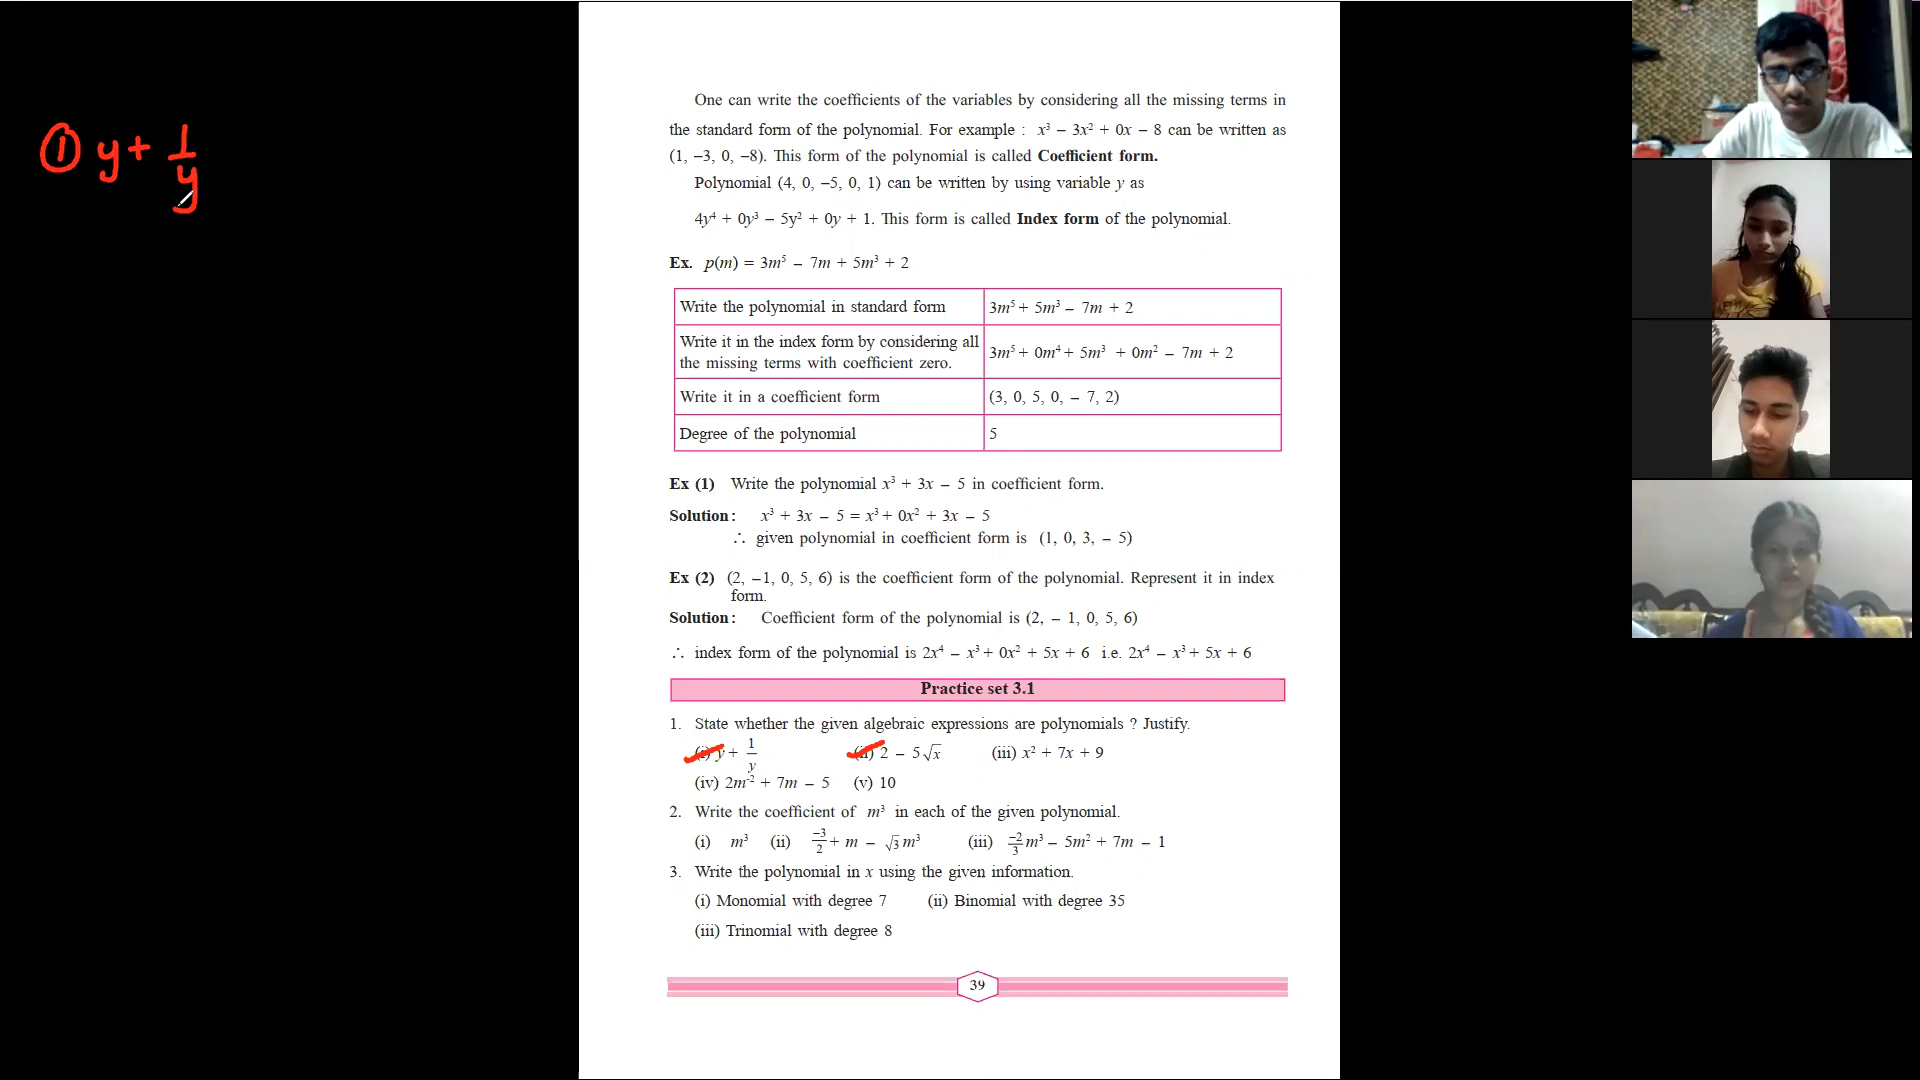 ① y + 1/y
One can write the coefficients of the variables by considering all the missing terms in
the standard form of the polynomial. For example : x³ – 3x² + 0x – 8 can be written as
(1, –3, 0, –8). This form of the polynomial is called Coefficient form.
Polynomial (4, 0, –5, 0, 1) can be written by using variable y as
4y⁴ + 0y³ – 5y² + 0y + 1. This form is called Index form of the polynomial.
Ex. p(m) = 3m⁵ – 7m + 5m³ + 2
Write the polynomial in standard form 3m⁵ + 5m³ – 7m + 2
Write it in the index form by considering all
the missing terms with coefficient zero. 3m⁵ + 0m⁴ + 5m³ + 0m² – 7m + 2
Write it in a coefficient form (3, 0, 5, 0, – 7, 2)
Degree of the polynomial 5
Ex (1) Write the polynomial x³ + 3x – 5 in coefficient form.
Solution : x³ + 3x – 5 = x³ + 0x² + 3x – 5
∴ given polynomial in coefficient form is (1, 0, 3, – 5)
Ex (2) (2, –1, 0, 5, 6) is the coefficient form of the polynomial. Represent it in index
form.
Solution : Coefficient form of the polynomial is (2, – 1, 0, 5, 6)
∴ index form of the polynomial is 2x⁴ – x³ + 0x² + 5x + 6 i.e. 2x⁴ – x³ + 5x + 6
Practice set 3.1
1. State whether the given algebraic expressions are polynomials ? Justify.
(i) y + 1/y (ii) 2 – 5√x (iii) x² + 7x + 9
(iv) 2m⁻² + 7m – 5 (v) 10
2. Write the coefficient of m³ in each of the given polynomial.
(i) m³ (ii) –3/2 + m – √3 m³ (iii) –2/3 m³ – 5m² + 7m – 1
3. Write the polynomial in x using the given information.
(i) Monomial with degree 7 (ii) Binomial with degree 35
(iii) Trinomial with degree 8
39